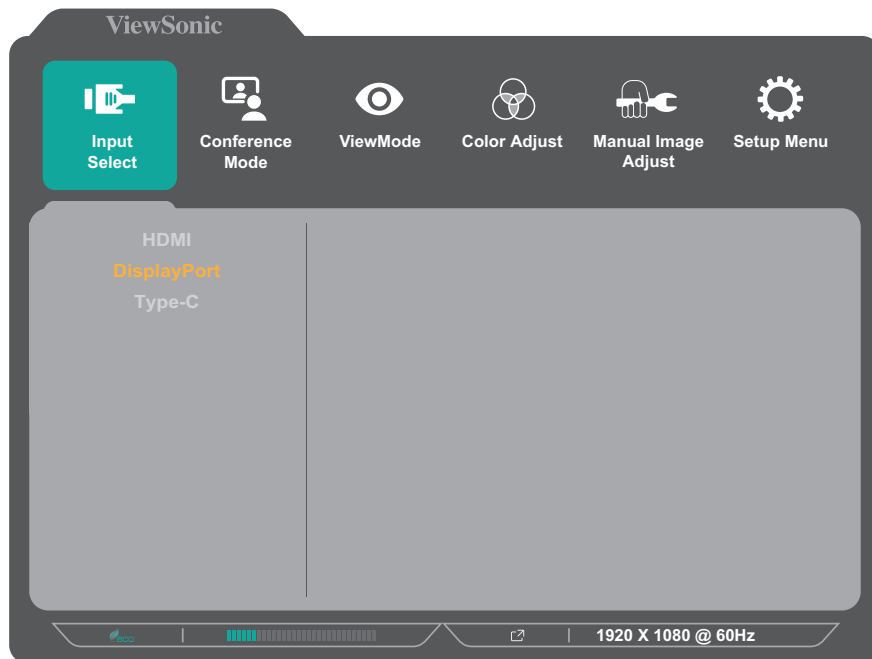 ViewSonic
Input
Select
Conference
Mode
ViewMode
Color Adjust
Manual Image
Adjust
Setup Menu
HDMI
DisplayPort
Type-C
eco
1920 X 1080 @ 60Hz